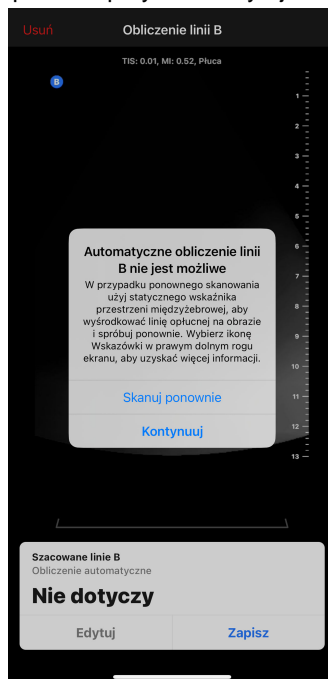 Usuń
Obliczenie linii B
TIS: 0.01, MI: 0.52, Płuca
B
1
2
3
4
5
6
7
8
9
10
11
12
13
Automatyczne obliczenie linii
B nie jest możliwe
W przypadku ponownego skanowania
użyj statycznego wskaźnika
przestrzeni międzyżebrowej, aby
wyśrodkować linię opłucnej na obrazie
i spróbuj ponownie. Wybierz ikonę
Wskazówki w prawym dolnym rogu
ekranu, aby uzyskać więcej informacji.
Skanuj ponownie
Kontynuuj
Szacowane linie B
Obliczenie automatyczne
Nie dotyczy
Edytuj
Zapisz